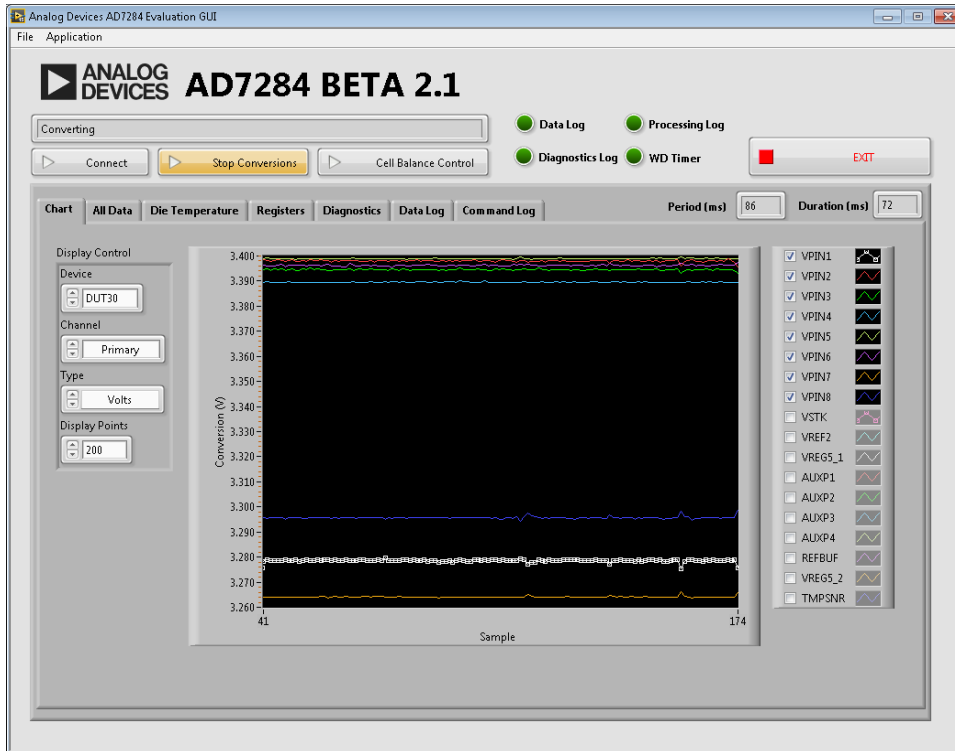 Analog Devices AD7284 Evaluation GUI
File Application
ANALOG
DEVICES
AD7284 BETA 2.1
Converting
Data Log
Processing Log
Connect
Stop Conversions
Cell Balance Control
Diagnostics Log
WD Timer
EXIT
Chart
All Data
Die Temperature
Registers
Diagnostics
Data Log
Command Log
Period (ms)
86
Duration (ms)
72
Display Control
Device
DUT30
Channel
Primary
Type
Volts
Display Points
200
Conversion (V)
3.400
3.390
3.380
3.370
3.360
3.350
3.340
3.330
3.320
3.310
3.300
3.290
3.280
3.270
3.260
41
174
Sample
VPIN1
VPIN2
VPIN3
VPIN4
VPIN5
VPIN6
VPIN7
VPIN8
VSTK
VREF2
VREG5_1
AUXP1
AUXP2
AUXP3
AUXP4
REFBUF
VREG5_2
TMPSNR